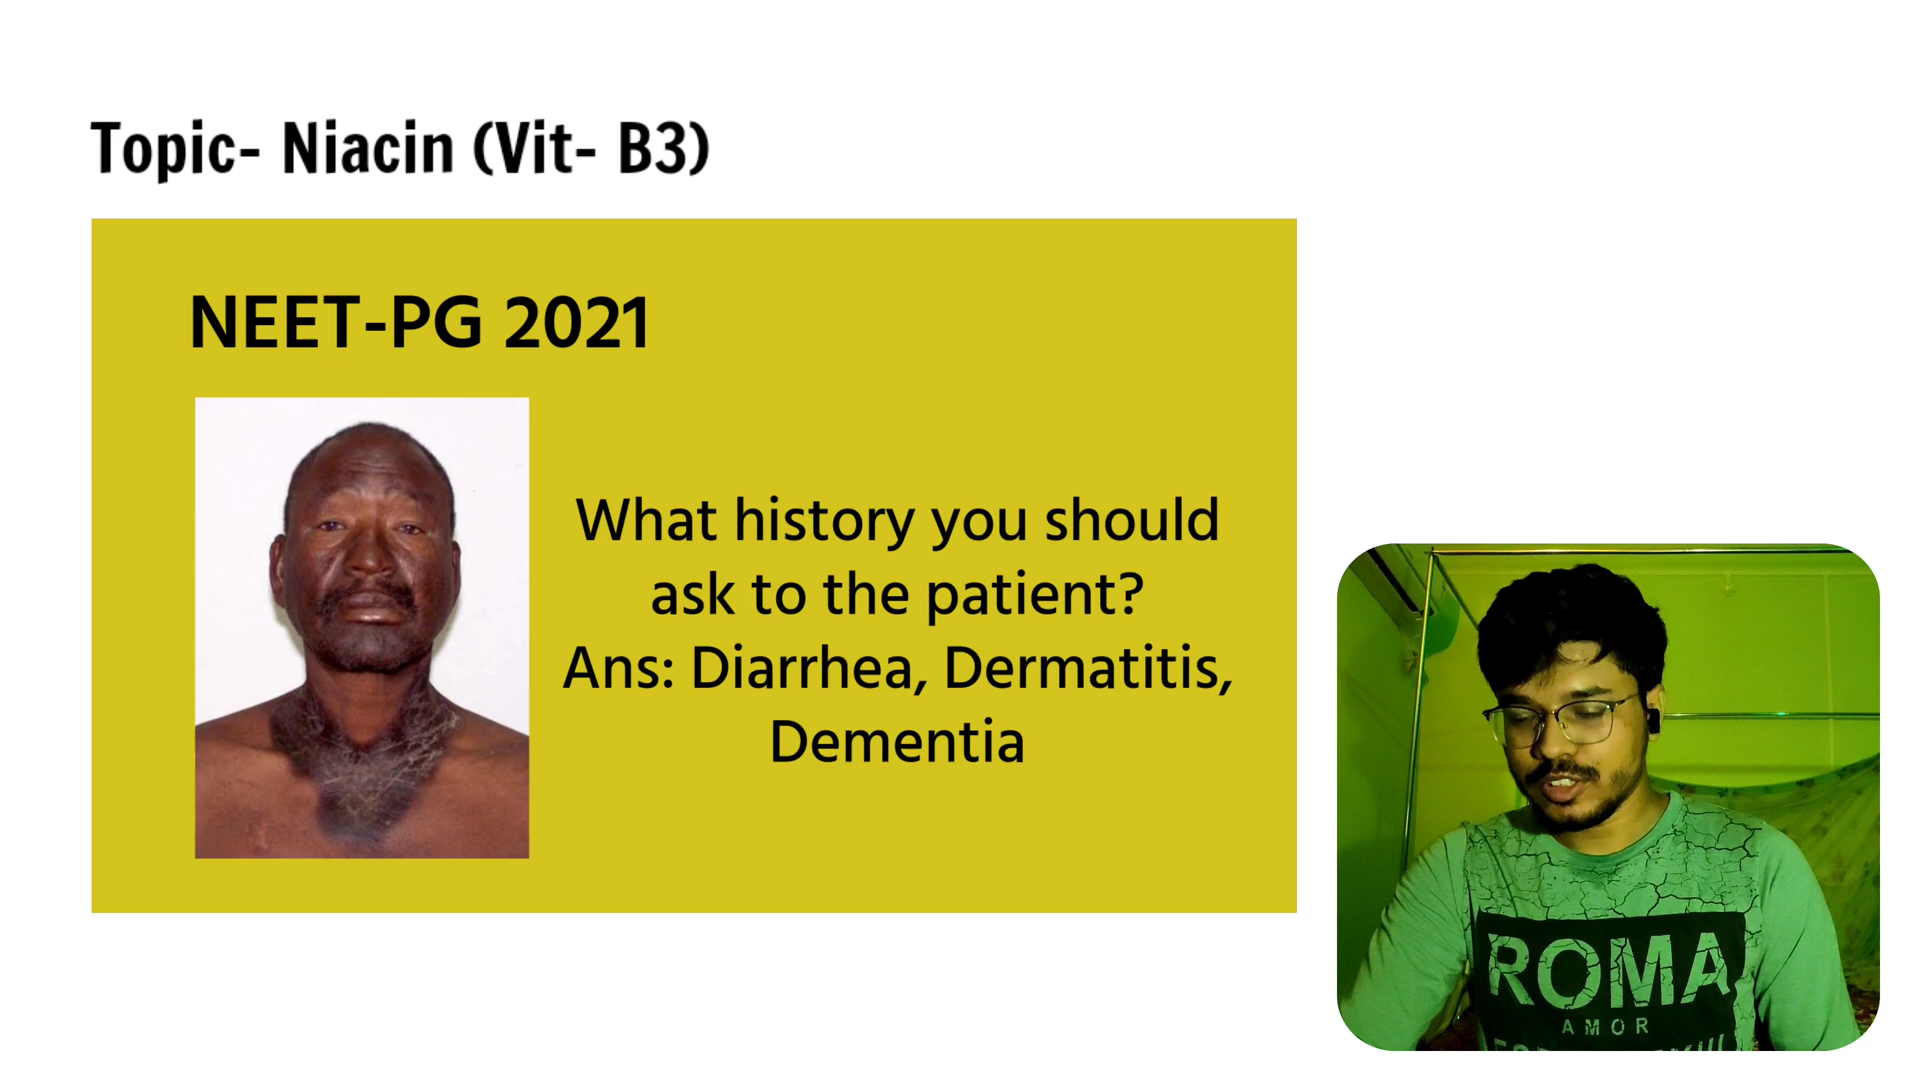 Topic- Niacin (Vit- B3)
NEET-PG 2021
What history you should
ask to the patient?
Ans: Diarrhea, Dermatitis,
Dementia
ROMA
AMOR